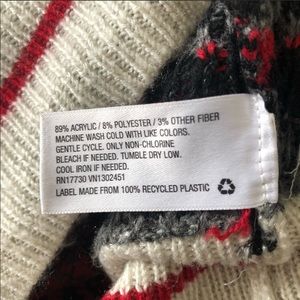 89% ACRYLIC / 8% POLYESTER / 3% OTHER FIBER
MACHINE WASH COLD WITH LIKE COLORS.
GENTLE CYCLE. ONLY NON-CHLORINE
BLEACH IF NEEDED. TUMBLE DRY LOW.
COOL IRON IF NEEDED.
RN17730 VN1302451
LABEL MADE FROM 100% RECYCLED PLASTIC